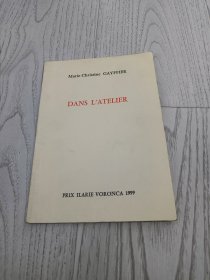 Marie-Christine GAYFFIER
DANS L'ATELIER
PRIX ILARIE VORONCA 1999